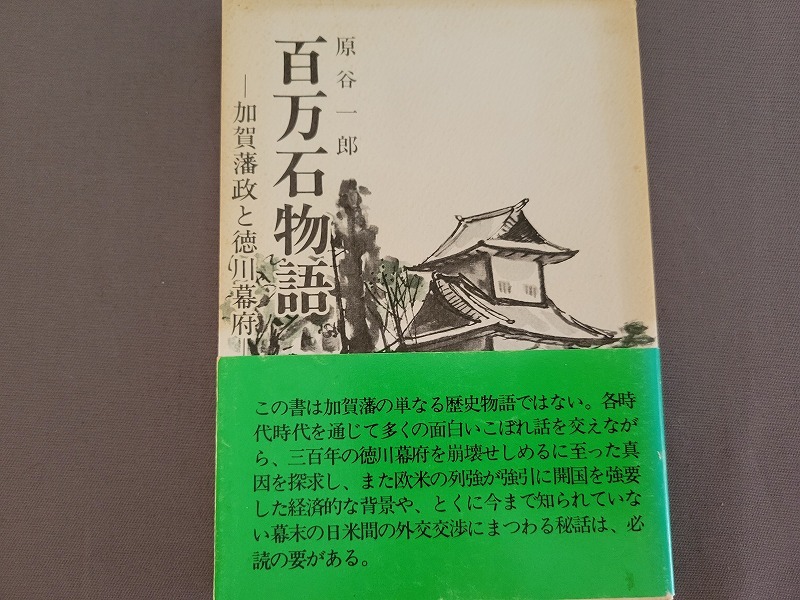 原谷一郎
百万石物語
―加賀藩政と徳川幕府―
この書は加賀藩の単なる歴史物語ではない。各時
代時代を通じて多くの面白いこぼれ話を交えなが
ら、三百年の徳川幕府を崩壊せしめるに至った真
因を探求し、また欧米の列強が強引に開国を強要
した経済的な背景や、とくに今まで知られていな
い幕末の日米間の外交交渉にまつわる秘話は、必
読の要がある。